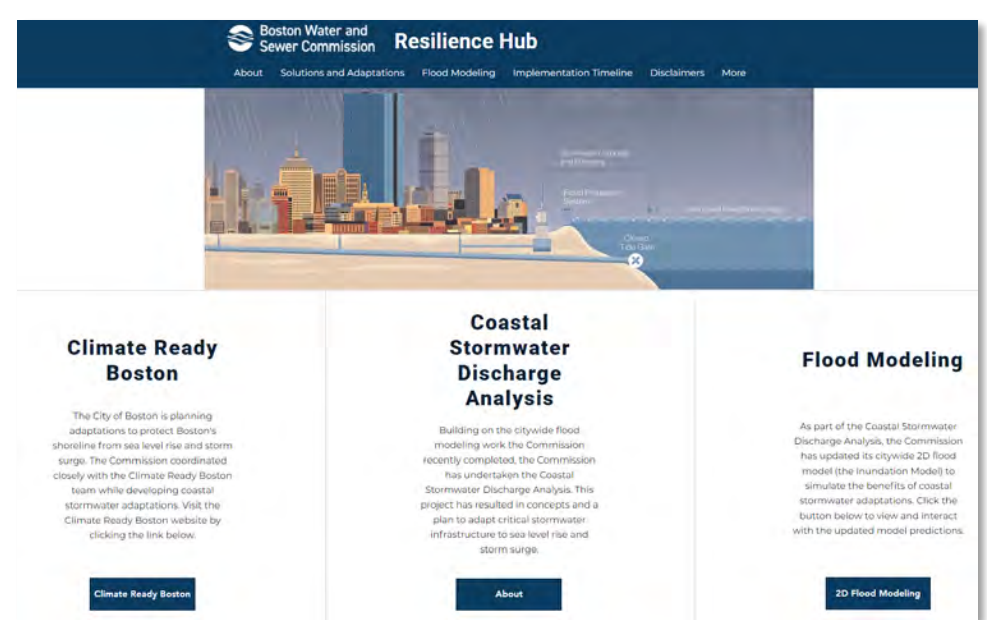 Boston Water and
Sewer Commission
Resilience Hub
About Solutions and Adaptations Flood Modeling Implementation Timeline Disclaimers More
Closed
Tide Gate
Climate Ready
Boston
The City of Boston is planning
adaptations to protect Boston's
shoreline from sea level rise and storm
surge. The Commission coordinated
closely with the Climate Ready Boston
team while developing coastal
stormwater adaptations. Visit the
Climate Ready Boston website by
clicking the link below.
Climate Ready Boston
Coastal
Stormwater
Discharge
Analysis
Building on the citywide flood
modeling work the Commission
recently completed, the Commission
has undertaken the Coastal
Stormwater Discharge Analysis. This
project has resulted in concepts and a
plan to adapt critical stormwater
infrastructure to sea level rise and
storm surge.
About
Flood Modeling
As part of the Coastal Stormwater
Discharge Analysis, the Commission
has updated its citywide 2D flood
model (the Inundation Model) to
simulate the benefits of coastal
stormwater adaptations. Click the
button below to view and interact
with the updated model predictions.
2D Flood Modeling